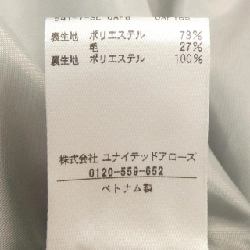 表生地 ポリエステル 73%
毛 27%
裏生地 ポリエステル 100%
株式会社 ユナイテッドアローズ
0120-559-652
ベトナム製